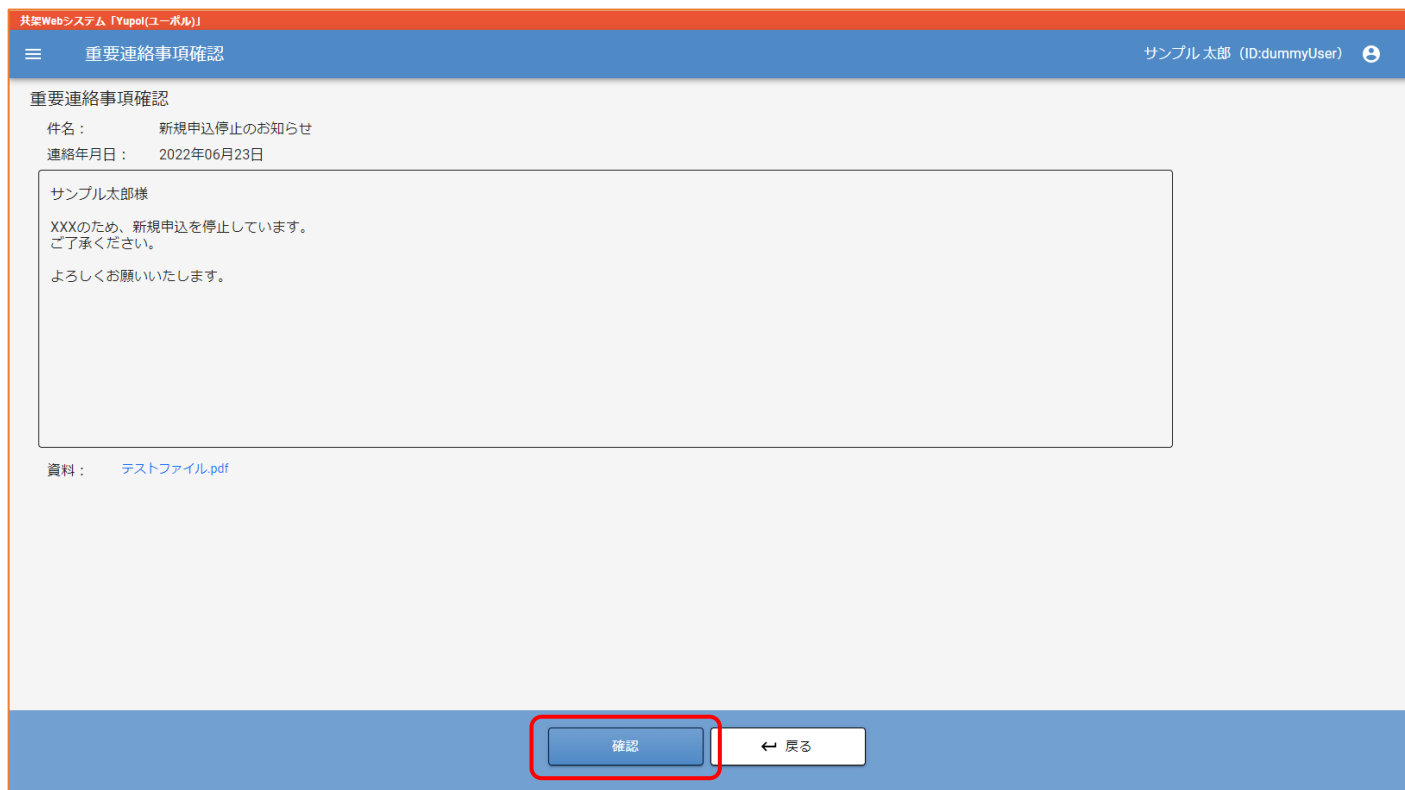 共架Webシステム「Yupol(ユーポル)」
重要連絡事項確認
サンプル 太郎（ID:dummyUser）
重要連絡事項確認
件名： 新規申込停止のお知らせ
連絡年月日： 2022年06月23日
サンプル太郎様
XXXのため、新規申込を停止しています。
ご了承ください。
よろしくお願いいたします。
資料： テストファイル.pdf
確認
戻る